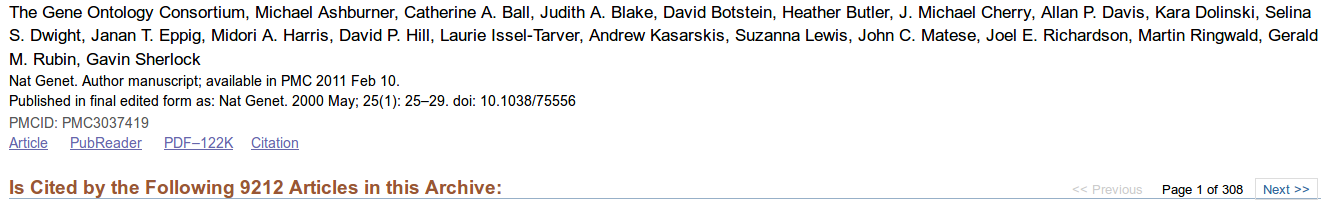 The Gene Ontology Consortium, Michael Ashburner, Catherine A. Ball, Judith A. Blake, David Botstein, Heather Butler, J. Michael Cherry, Allan P. Davis, Kara Dolinski, Selina
S. Dwight, Janan T. Eppig, Midori A. Harris, David P. Hill, Laurie Issel-Tarver, Andrew Kasarskis, Suzanna Lewis, John C. Matese, Joel E. Richardson, Martin Ringwald, Gerald
M. Rubin, Gavin Sherlock
Nat Genet. Author manuscript; available in PMC 2011 Feb 10.
Published in final edited form as: Nat Genet. 2000 May; 25(1): 25–29. doi: 10.1038/75556
PMCID: PMC3037419
Article PubReader PDF–122K Citation
Is Cited by the Following 9212 Articles in this Archive: << Previous Page 1 of 308 Next >>